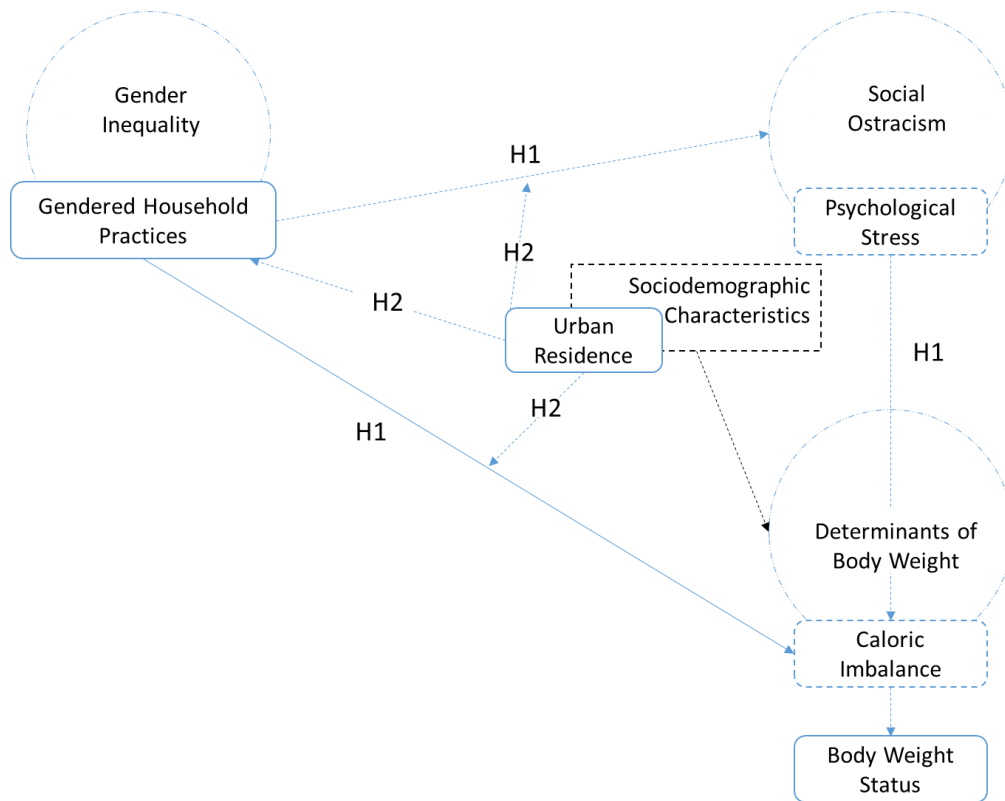 Gender
Inequality
Social
Ostracism
H1
Gendered Household
Practices
Psychological
Stress
H2
H2
Sociodemographic
Characteristics
Urban
Residence
H1
H2
H1
Determinants of
Body Weight
Caloric
Imbalance
Body Weight
Status